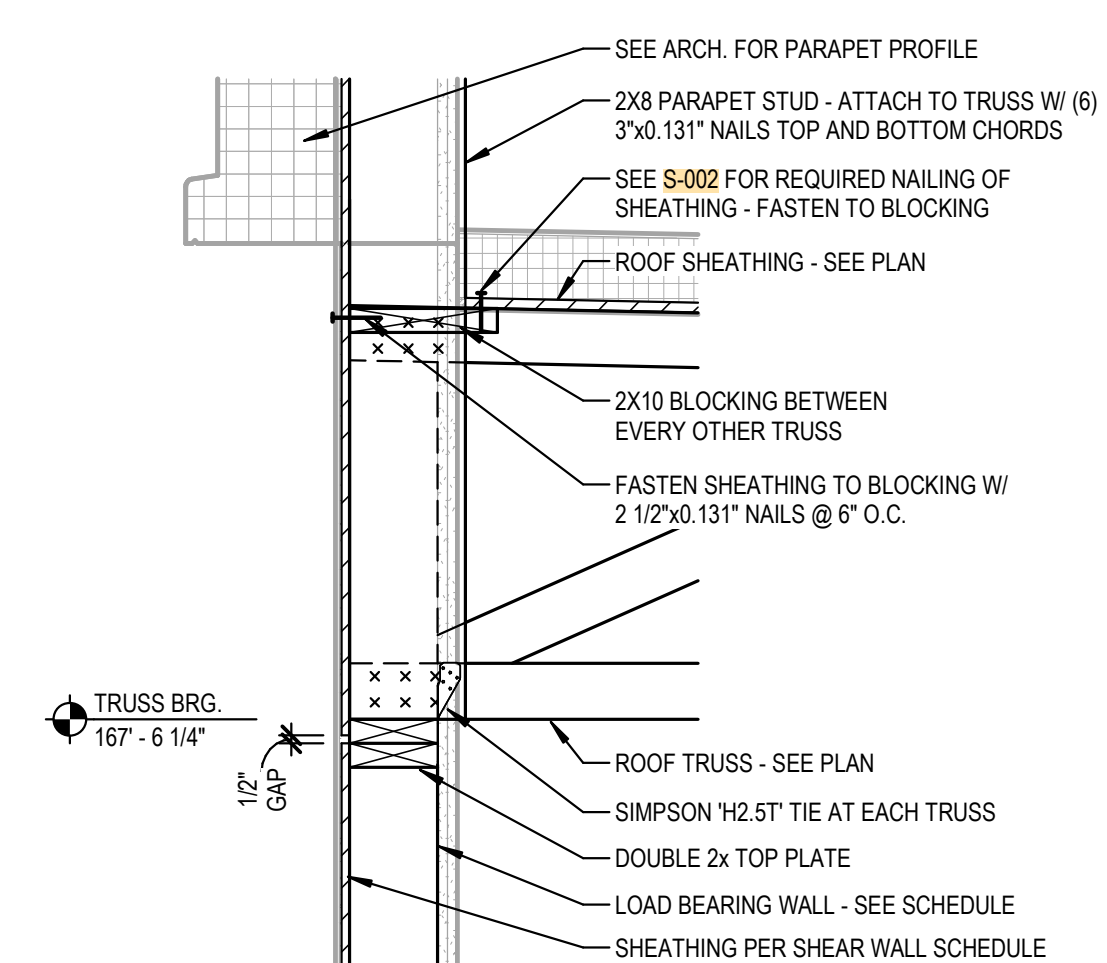 SEE ARCH. FOR PARAPET PROFILE
2X8 PARAPET STUD - ATTACH TO TRUSS W/ (6)
3"x0.131" NAILS TOP AND BOTTOM CHORDS
SEE S-002 FOR REQUIRED NAILING OF
SHEATHING - FASTEN TO BLOCKING
ROOF SHEATHING - SEE PLAN
2X10 BLOCKING BETWEEN
EVERY OTHER TRUSS
FASTEN SHEATHING TO BLOCKING W/
2 1/2"x0.131" NAILS @ 6" O.C.
TRUSS BRG.
167' - 6 1/4"
1/2"
GAP
ROOF TRUSS - SEE PLAN
SIMPSON 'H2.5T' TIE AT EACH TRUSS
DOUBLE 2x TOP PLATE
LOAD BEARING WALL - SEE SCHEDULE
SHEATHING PER SHEAR WALL SCHEDULE